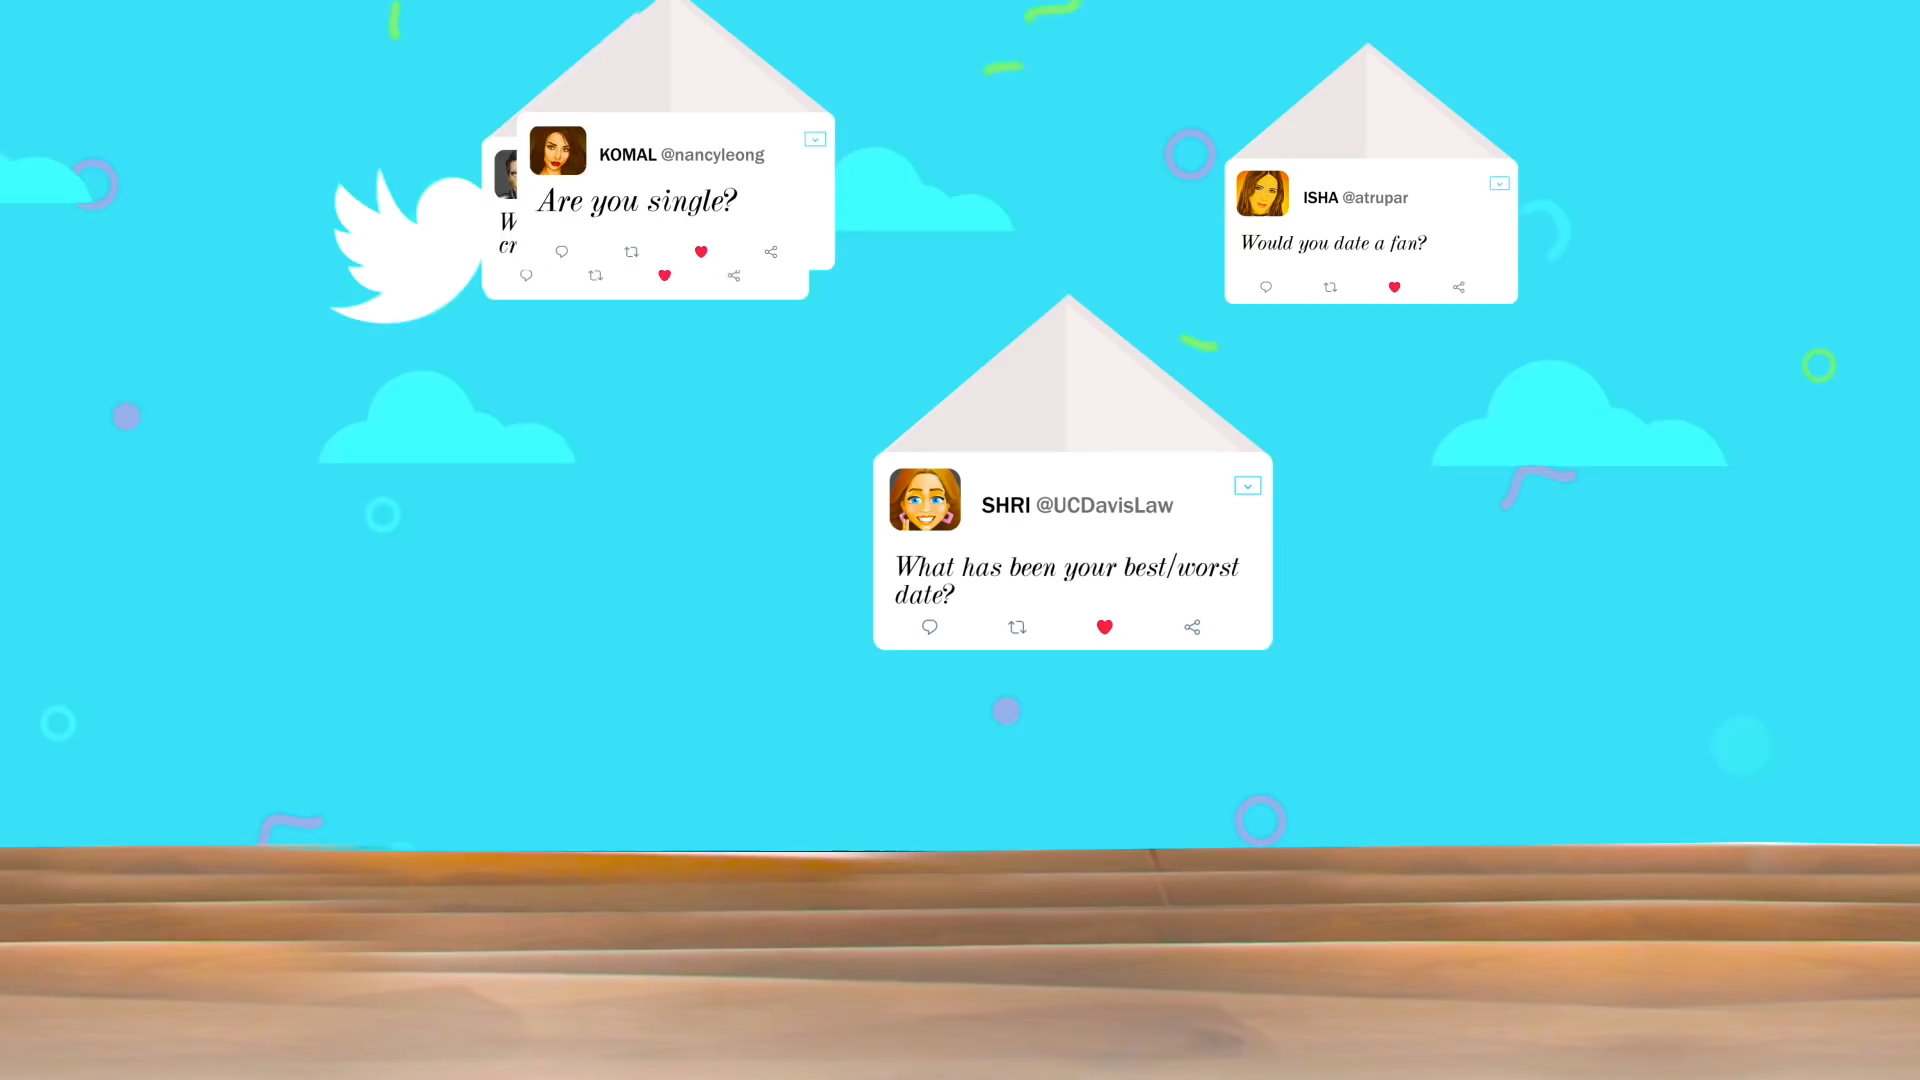 KOMAL @nancyleong
Are you single?
W
cr
ISHA @atrupar
Would you date a fan?
SHRI @UCDavisLaw
What has been your best/worst
date?